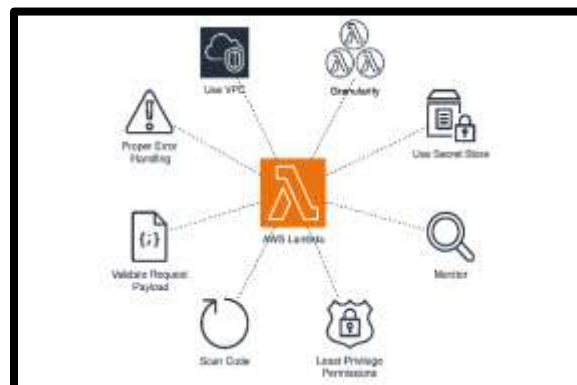 Use VPC
Granularity
Proper Error
Handling
Use Secret Store
{;}
AWS Lambda
Validate Request
Payload
Monitor
Scan Code
Least Privilege
Permissions